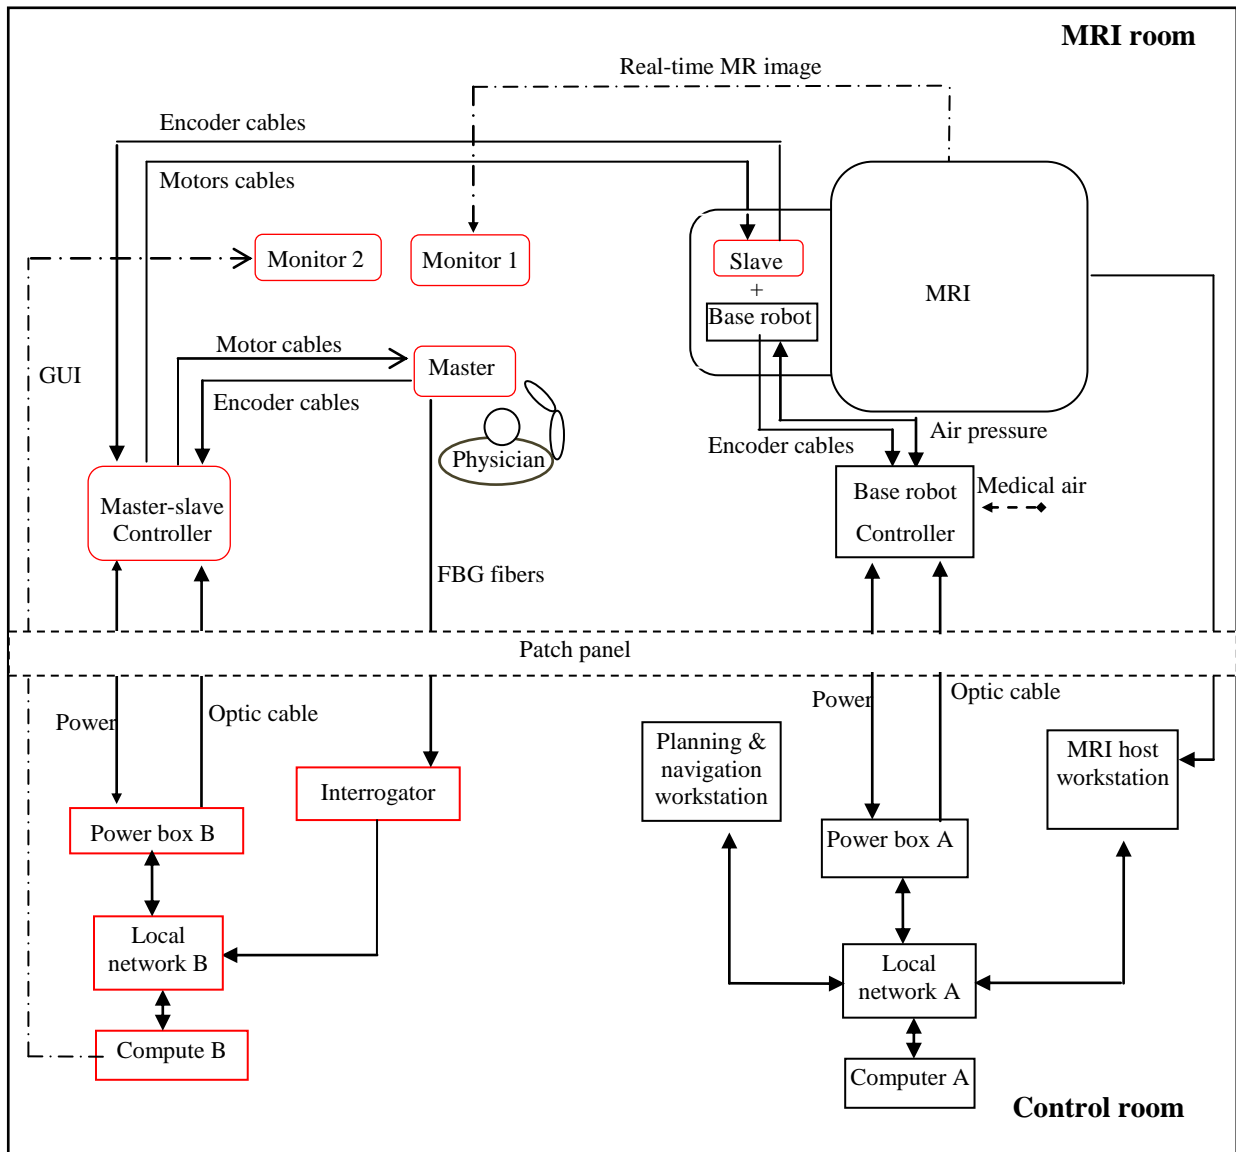 MRI room
Real-time MR image
Encoder cables
Motors cables
Monitor 2
Monitor 1
Slave
+
Base robot
MRI
Motor cables
GUI
Master
Encoder cables
Physician
Encoder cables
Air pressure
Master-slave
Controller
Base robot
Controller
Medical air
FBG fibers
Patch panel
Power
Optic cable
Power
Optic cable
Interrogator
Planning &
navigation
workstation
MRI host
workstation
Power box B
Power box A
Local
network B
Local
network A
Compute B
Computer A
Control room